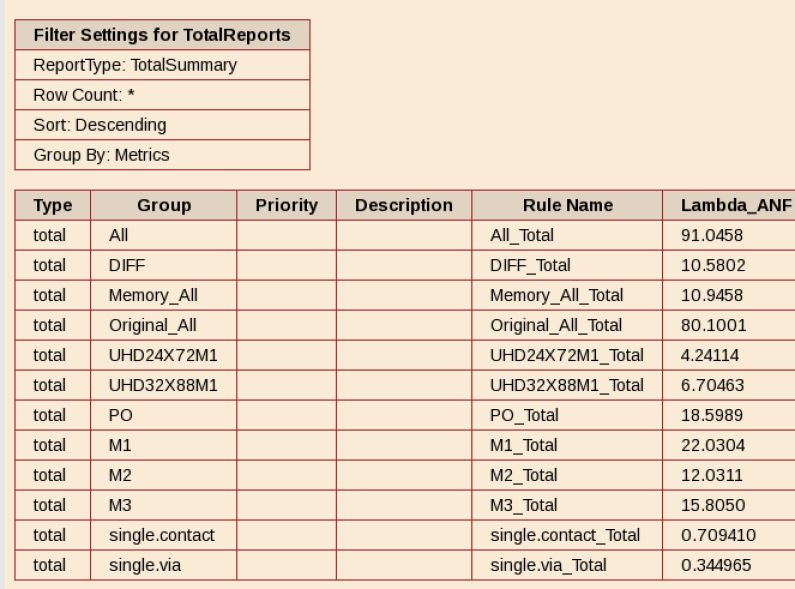 Filter Settings for TotalReports
ReportType: TotalSummary
Row Count: *
Sort: Descending
Group By: Metrics
Type Group Priority Description Rule Name Lambda_ANF
total All All_Total 91.0458
total DIFF DIFF_Total 10.5802
total Memory_All Memory_All_Total 10.9458
total Original_All Original_All_Total 80.1001
total UHD24X72M1 UHD24X72M1_Total 4.24114
total UHD32X88M1 UHD32X88M1_Total 6.70463
total PO PO_Total 18.5989
total M1 M1_Total 22.0304
total M2 M2_Total 12.0311
total M3 M3_Total 15.8050
total single.contact single.contact_Total 0.709410
total single.via single.via_Total 0.344965